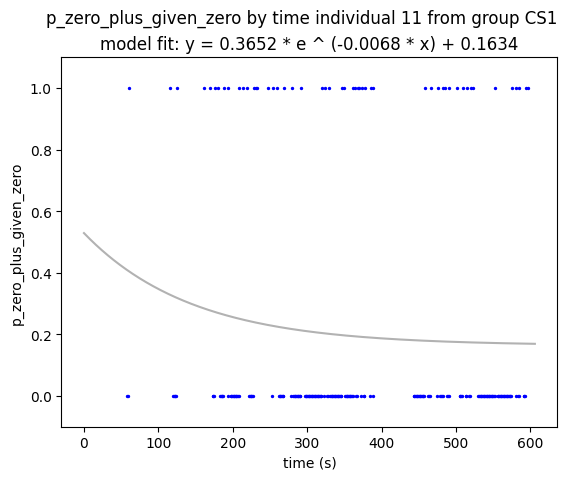 p_zero_plus_given_zero by time individual 11 from group CS1
model fit: y = 0.3652 * e ^ (-0.0068 * x) + 0.1634
1.0
0.8
0.6
0.4
0.2
0.0
p_zero_plus_given_zero
0 100 200 300 400 500 600
time (s)